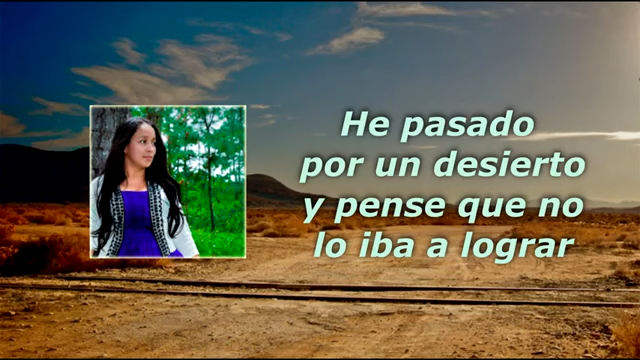 He pasado
por un desierto
y pense que no
lo iba a lograr